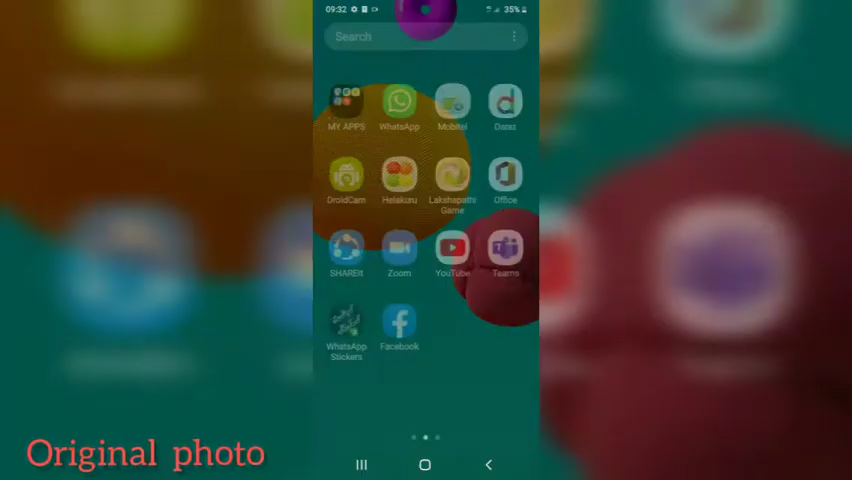 09:32
35%
Search
MY APPS WhatsApp Mobitel Daraz
DroidCam Helakuru Lakshapathi Game Office
SHAREit Zoom YouTube Teams
WhatsApp Stickers Facebook
Original photo